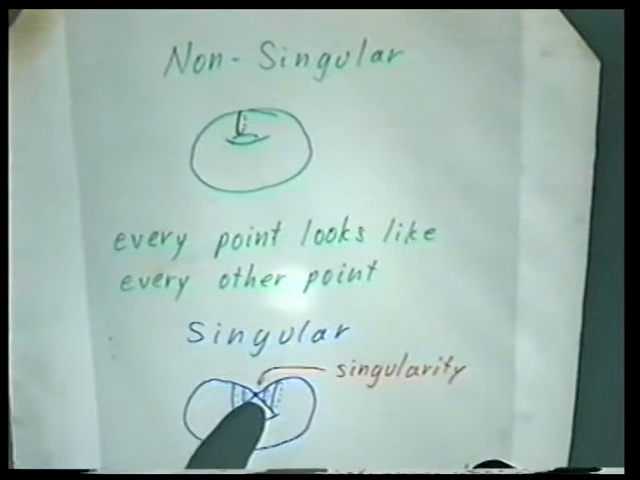 Non-Singular
every point looks like
every other point
Singular
singularity